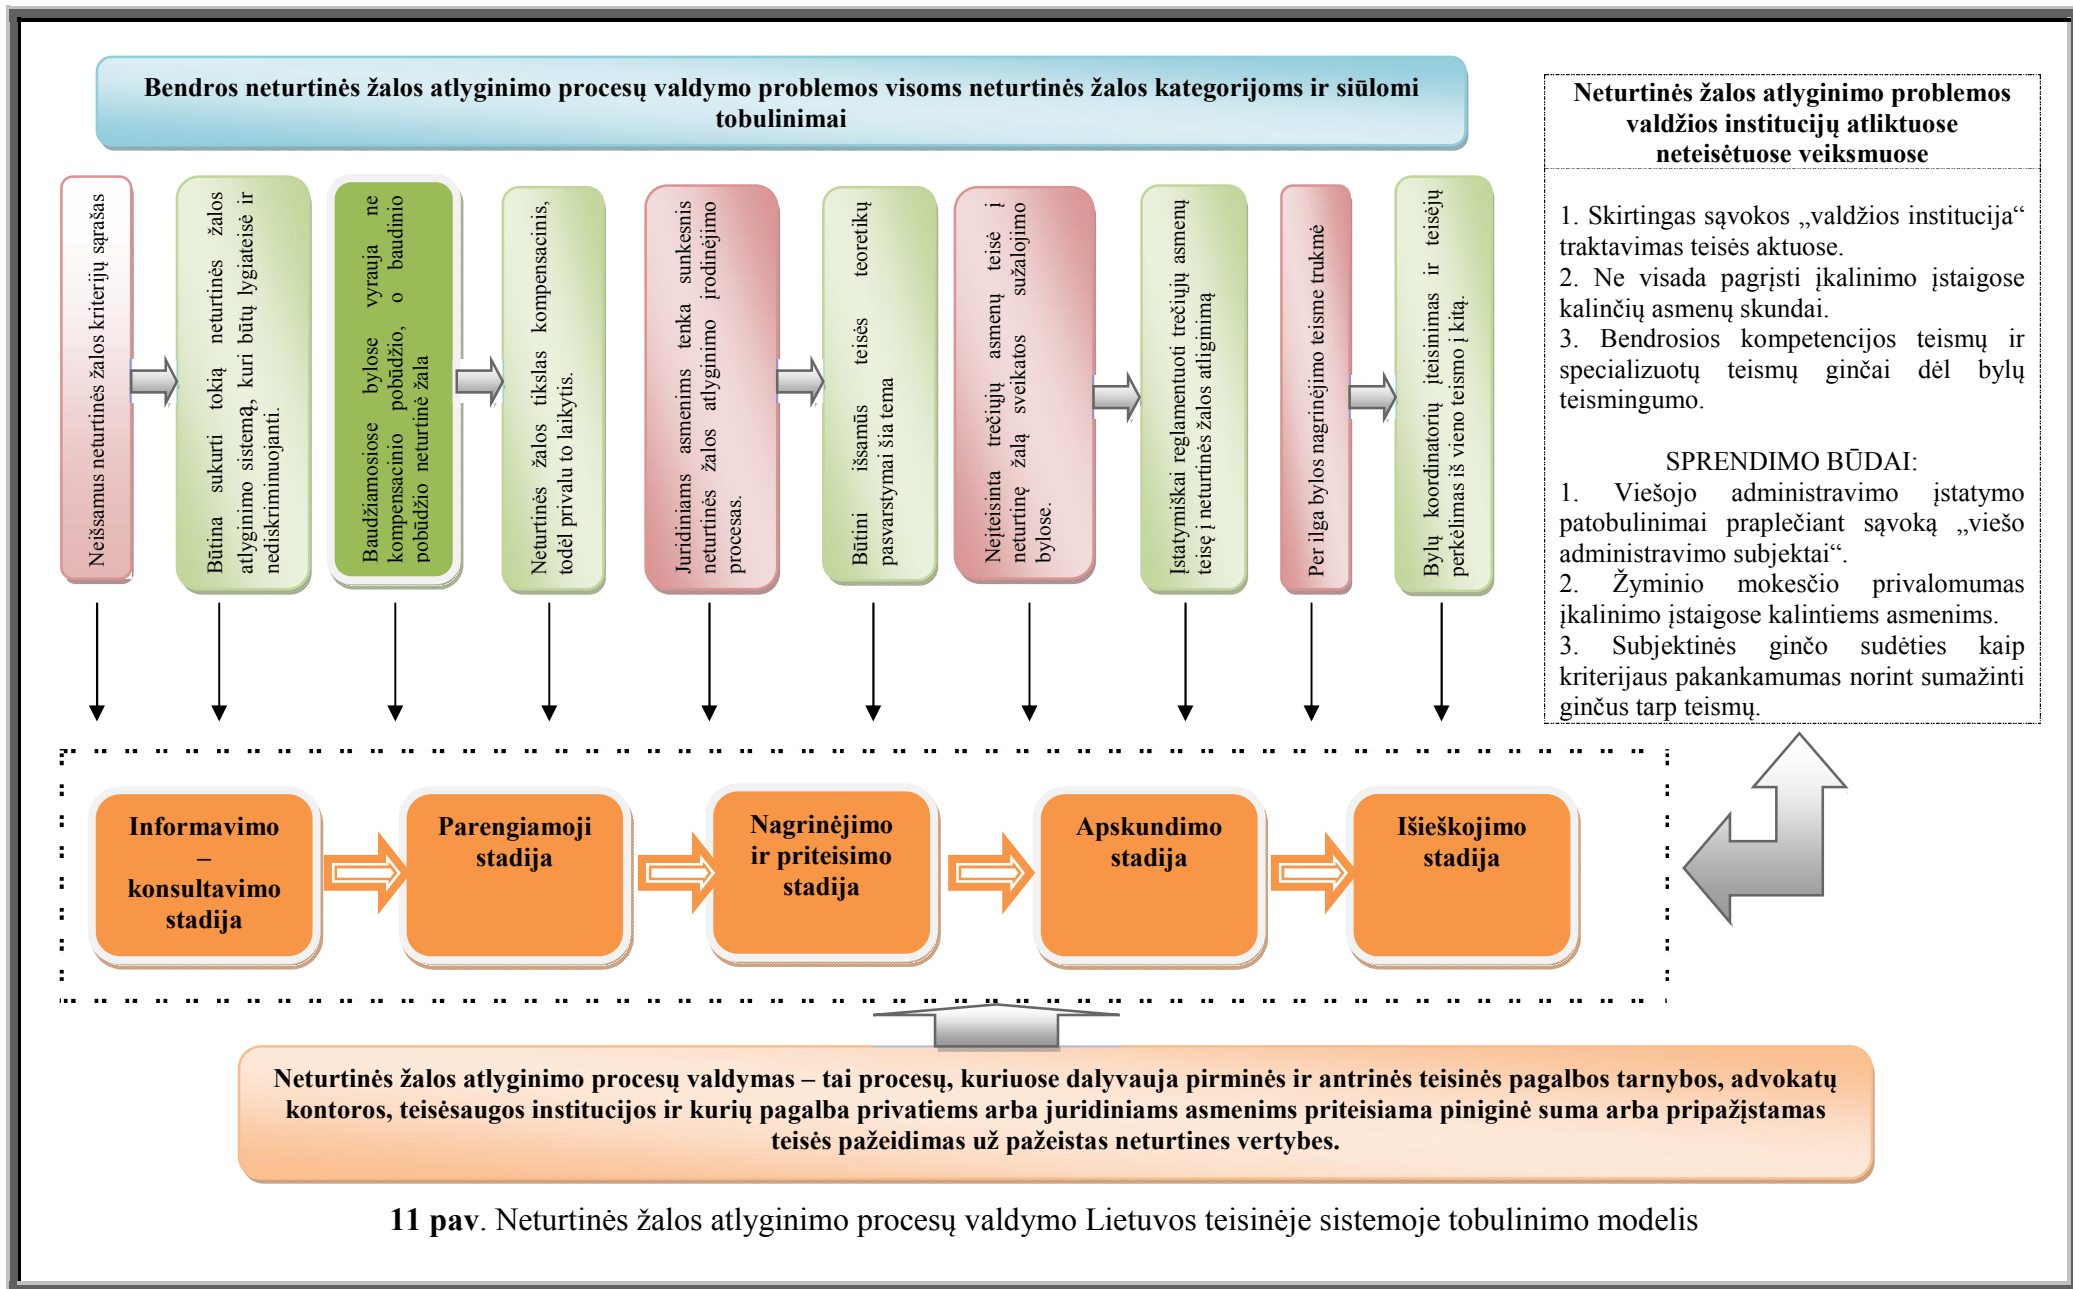 Bendros neturtinės žalos atlyginimo procesų valdymo problemos visoms neturtinės žalos kategorijoms ir siūlomi
tobulinimai
Neišsamus neturtinės žalos kriterijų sąrašas
Būtina sukurti tokią neturtinės žalos
atlyginimo sistemą, kuri būtų lygiateisė ir
nediskriminuojanti.
Baudžiamosiose bylose vyrauja ne
kompensacinio pobūdžio, o baudinio
pobūdžio neturtinė žala
Neturtinės žalos tikslas kompensacinis,
todėl privalu to laikytis.
Juridiniams asmenims tenka sunkesnis
neturtinės žalos atlyginimo įrodinėjimo
procesas.
Būtini išsamūs teisės teoretikų
pasvarstymai šia tema
Neįteisinta trečiųjų asmenų teisė į
neturtinę žalą sveikatos sužalojimo
bylose.
Įstatymiškai reglamentuoti trečiųjų asmenų
teisę į neturtinės žalos atliginimą
Per ilga bylos nagrinėjimo teisme trukmė
Bylų koordinatorių įteisinimas ir teisėjų
perkėlimas iš vieno teismo į kitą.
Neturtinės žalos atlyginimo problemos
valdžios institucijų atliktuose
neteisėtuose veiksmuose
1. Skirtingas sąvokos „valdžios institucija“
traktavimas teisės aktuose.
2. Ne visada pagrįsti įkalinimo įstaigose
kalinčių asmenų skundai.
3. Bendrosios kompetencijos teismų ir
specializuotų teismų ginčai dėl bylų
teismingumo.
SPRENDIMO BŪDAI:
1. Viešojo administravimo įstatymo
patobulinimai praplečiant sąvoką „viešo
administravimo subjektai“.
2. Žyminio mokesčio privalomumas
įkalinimo įstaigose kalintiems asmenims.
3. Subjektinės ginčo sudėties kaip
kriterijaus pakankamumas norint sumažinti
ginčus tarp teismų.
Informavimo
–
konsultavimo
stadija
Parengiamoji
stadija
Nagrinėjimo
ir priteisimo
stadija
Apskundimo
stadija
Išieškojimo
stadija
Neturtinės žalos atlyginimo procesų valdymas – tai procesų, kuriuose dalyvauja pirminės ir antrinės teisinės pagalbos tarnybos, advokatų
kontoros, teisėsaugos institucijos ir kurių pagalba privatiems arba juridiniams asmenims priteisiama piniginė suma arba pripažįstamas
teisės pažeidimas už pažeistas neturtines vertybes.
11 pav. Neturtinės žalos atlyginimo procesų valdymo Lietuvos teisinėje sistemoje tobulinimo modelis